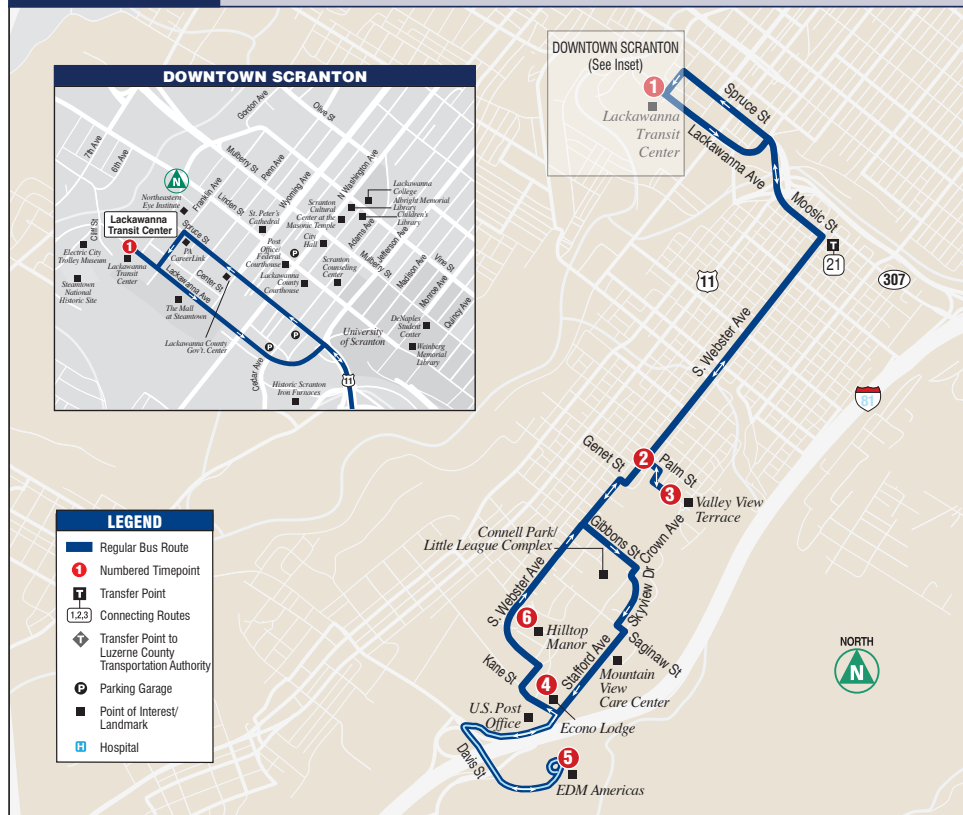 DOWNTOWN SCRANTON
(See Inset)
1
Lackawanna
Transit
Center
Spruce St
Lackawanna Ave
Moosic St
T
21
307
11
S. Webster Ave
81
Genet St
2
Palm St
3
Valley View
Terrace
Connell Park/
Little League Complex
Gibbons St
Crown Ave
Skyview Dr
S. Webster Ave
6
Hilltop
Manor
Kane St
Stafford Ave
Saginaw St
Mountain
View
Care Center
4
Econo Lodge
U.S. Post
Office
Davis St
5
EDM Americas
NORTH
N
DOWNTOWN SCRANTON
7th Ave
6th Ave
Gordon Ave
Olive St
Mulberry St
Penn Ave
Wyoming Ave
N Washington Ave
N
Northeastern
Eye Institute
Franklin Ave
Linden St
St. Peter's
Cathedral
Scranton
Cultural
Center at the
Masonic Temple
Lackawanna
College
Albright Memorial
Library
Children's
Library
Cliff St
Lackawanna
Transit Center
1
Spruce St
PA
CareerLink
Post
Office/
Federal
Courthouse
P
City
Hall
Adams Ave
Jefferson Ave
Mulberry St
Madison Ave
Vine St
Monroe Ave
Quincy Ave
Electric City
Trolley Museum
Lackawanna
Transit
Center
Steamtown
National
Historic Site
Lackawanna Ave
Center St
Lackawanna
County
Courthouse
Scranton
Counseling
Center
The Mall
at Steamtown
Lackawanna County
Gov't. Center
P
P
Cedar Ave
University
of Scranton
DeNaples
Student
Center
Weinberg
Memorial
Library
Historic Scranton
Iron Furnaces
11
LEGEND
Regular Bus Route
1
Numbered Timepoint
T
Transfer Point
1,2,3
Connecting Routes
T
Transfer Point to
Luzerne County
Transportation Authority
P
Parking Garage
Point of Interest/
Landmark
H
Hospital